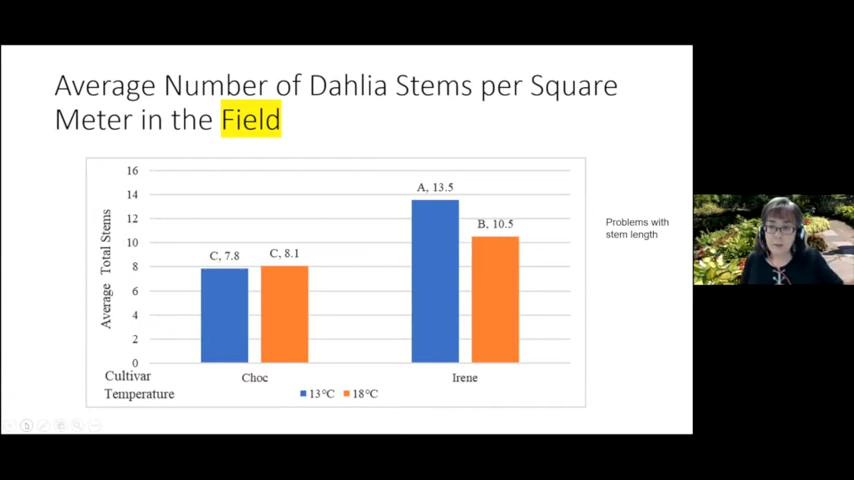 Average Number of Dahlia Stems per Square
Meter in the Field
16
14
12
10
8
6
4
2
0
Average Total Stems
C, 7.8
C, 8.1
A, 13.5
B, 10.5
Cultivar
Choc
Irene
Temperature
13°C
18°C
Problems with
stem length